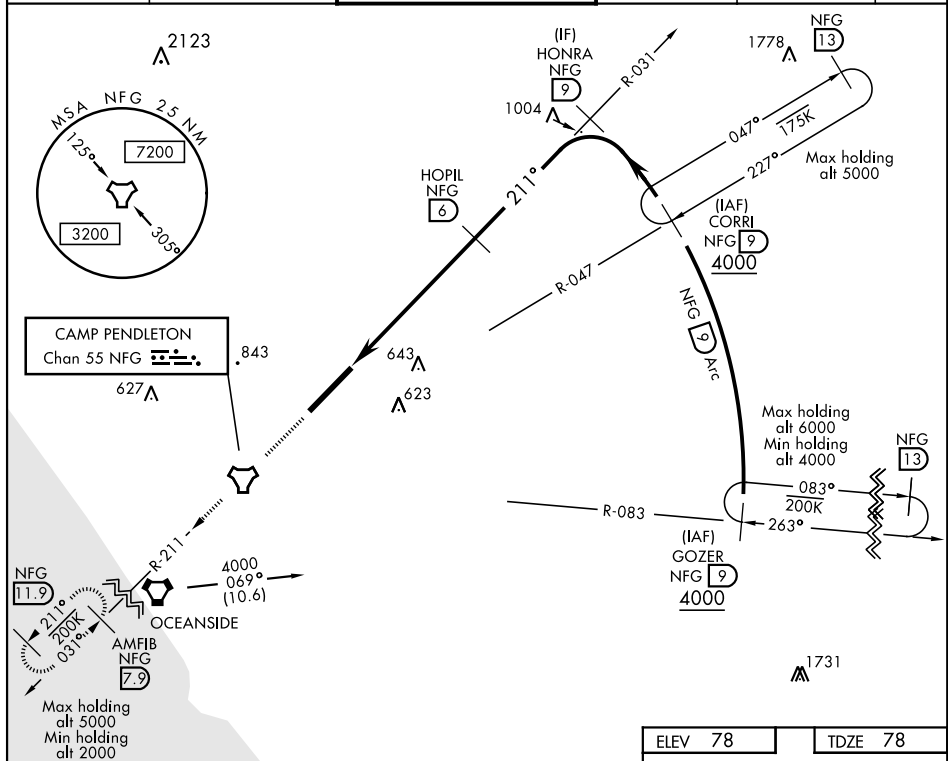 2123
MSA NFG 25 NM
125°
7200
3200
305°
(IF)
HONRA
NFG
9
R-031
1004
1778
NFG
13
047°
175K
227°
Max holding
alt 5000
HOPIL
NFG
6
211°
(IAF)
CORRI
NFG 9
4000
R-047
NFG 9 Arc
CAMP PENDLETON
Chan 55 NFG
843
627
643
623
Max holding
alt 6000
Min holding
alt 4000
NFG
13
083°
200K
263°
R-083
(IAF)
GOZER
NFG 9
4000
R-211
4000
069°
(10.6)
OCEANSIDE
NFG
11.9
211°
200K
031°
AMFIB
NFG
7.9
Max holding
alt 5000
Min holding
alt 2000
1731
ELEV 78
TDZE 78